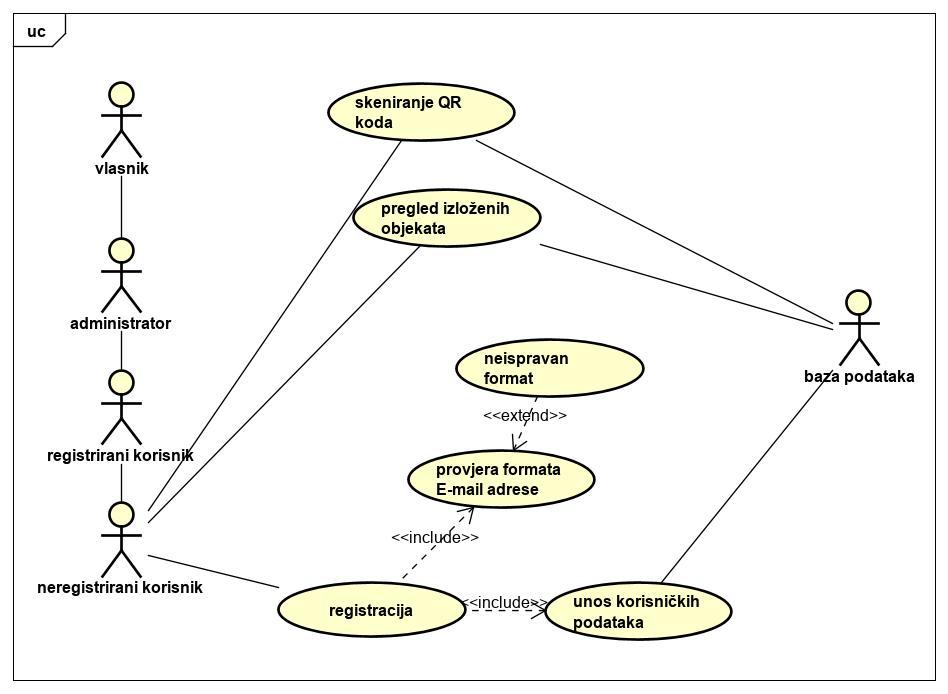 uc
skeniranje QR
koda
vlasnik
pregled izloženih
objekata
administrator
baza podataka
neispravan
format
<<extend>>
registrirani korisnik
provjera formata
E-mail adrese
<<include>>
neregistrirani korisnik
registracija
<<include>>
unos korisničkih
podataka